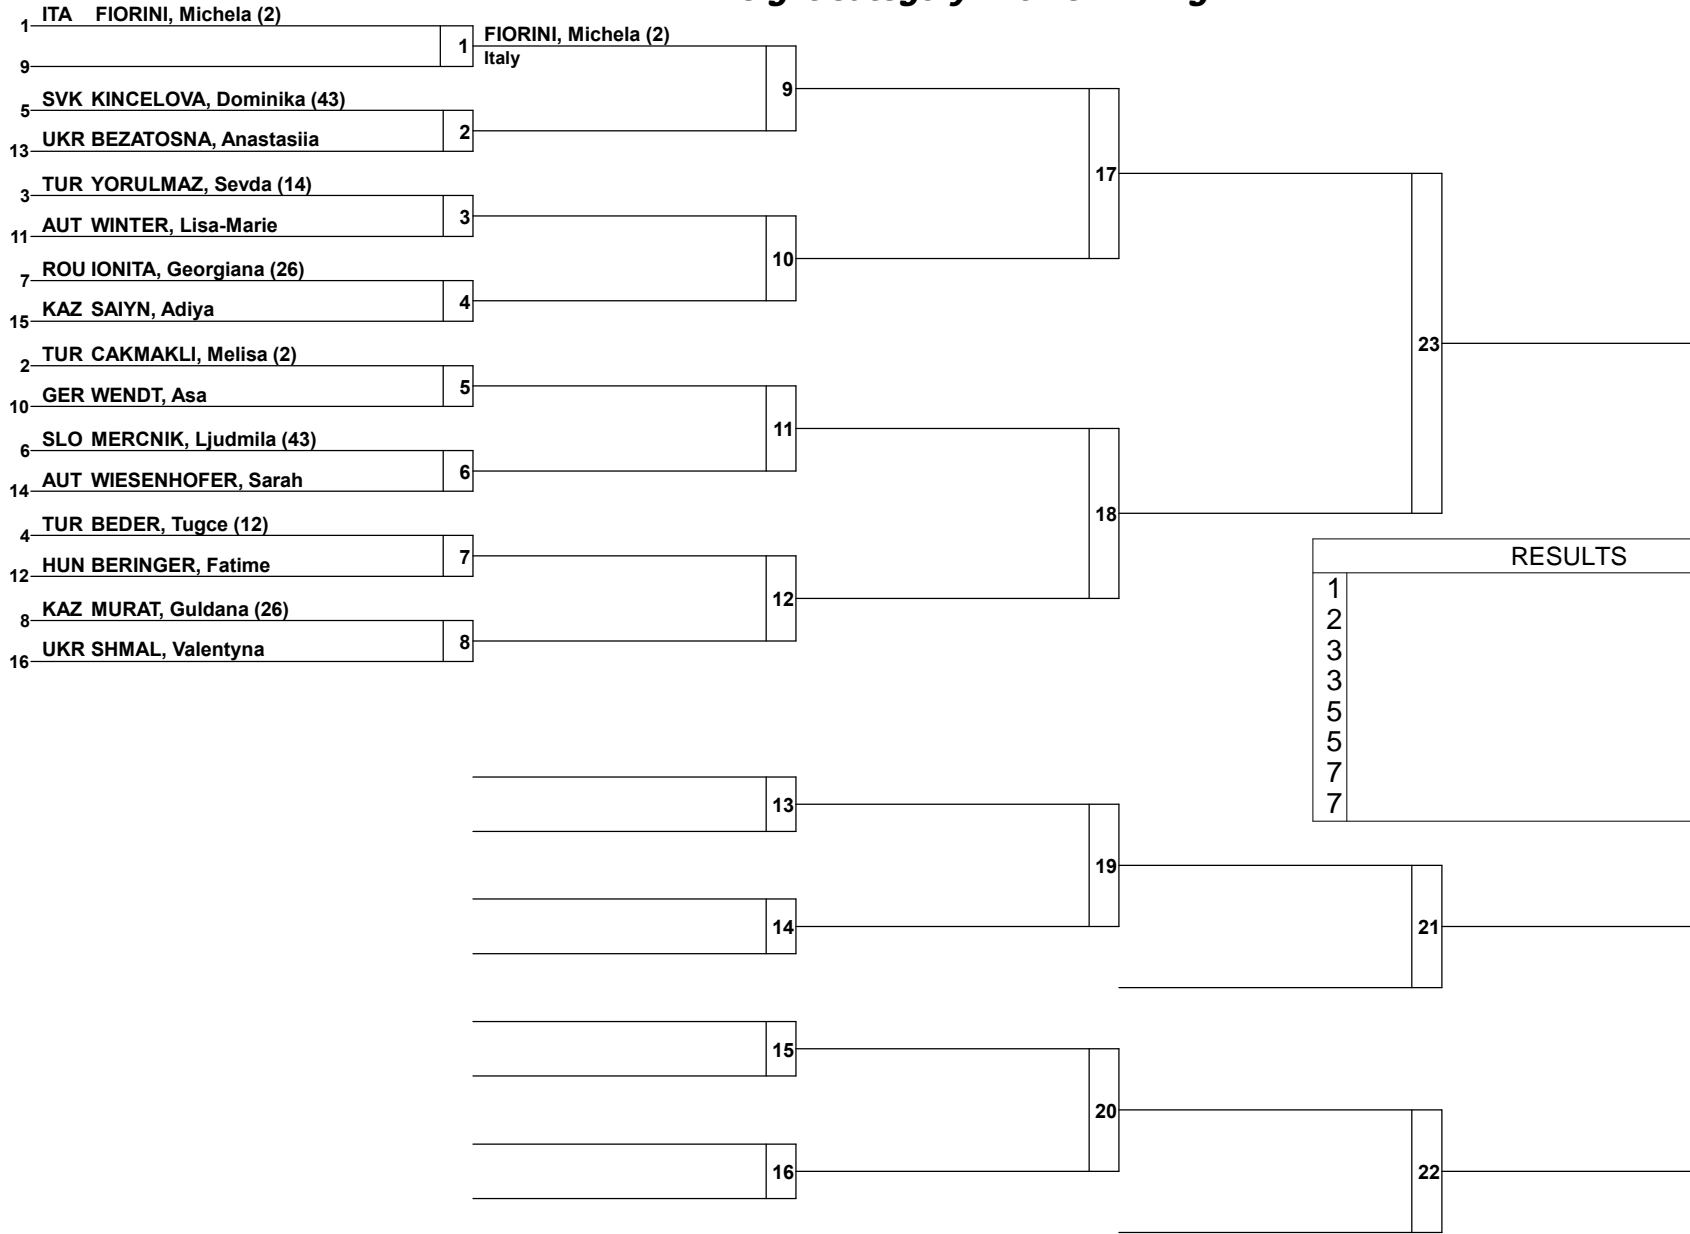 ITA FIORINI, Michela (2)
1
9
1
FIORINI, Michela (2)
Italy
SVK KINCELOVA, Dominika (43)
5
UKR BEZATOSNA, Anastasiia
13
2
9
TUR YORULMAZ, Sevda (14)
3
AUT WINTER, Lisa-Marie
11
3
ROU IONITA, Georgiana (26)
7
KAZ SAIYN, Adiya
15
4
10
17
TUR CAKMAKLI, Melisa (2)
2
GER WENDT, Asa
10
5
SLO MERCNIK, Ljudmila (43)
6
AUT WIESENHOFER, Sarah
14
6
11
TUR BEDER, Tugce (12)
4
HUN BERINGER, Fatime
12
7
KAZ MURAT, Guldana (26)
8
UKR SHMAL, Valentyna
16
8
12
18
23
RESULTS
1
2
3
3
5
5
7
7
13
14
19
21
15
16
20
22